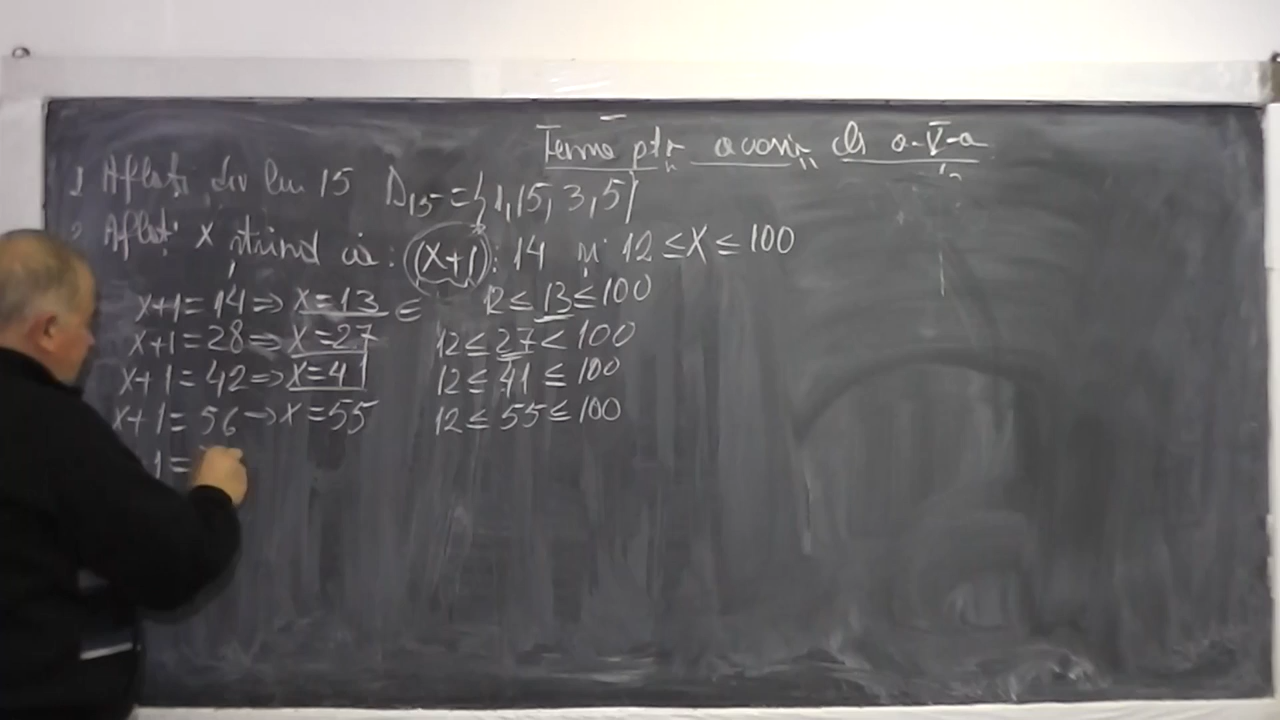 Teme ptr acasă cls a-V-a
1 Aflați div lui 15 D₁₅={1,15,3,5}
2 Aflați x știind că: (x+1)⋮14 și 12≤x≤100
x+1=14⇒x=13 ∈ 12≤13≤100
x+1=28⇒x=27 12≤27<100
x+1=42⇒x=41 12≤41≤100
x+1=56⇒x=55 12≤55≤100
1=